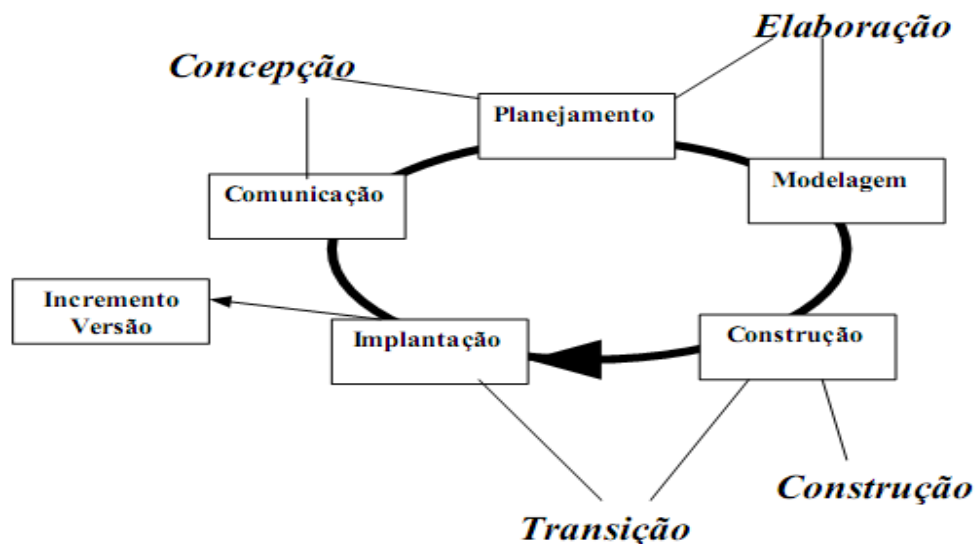 Elaboração
Concepção
Planejamento
Modelagem
Comunicação
Incremento
Versão
Implantação
Construção
Construção
Transição